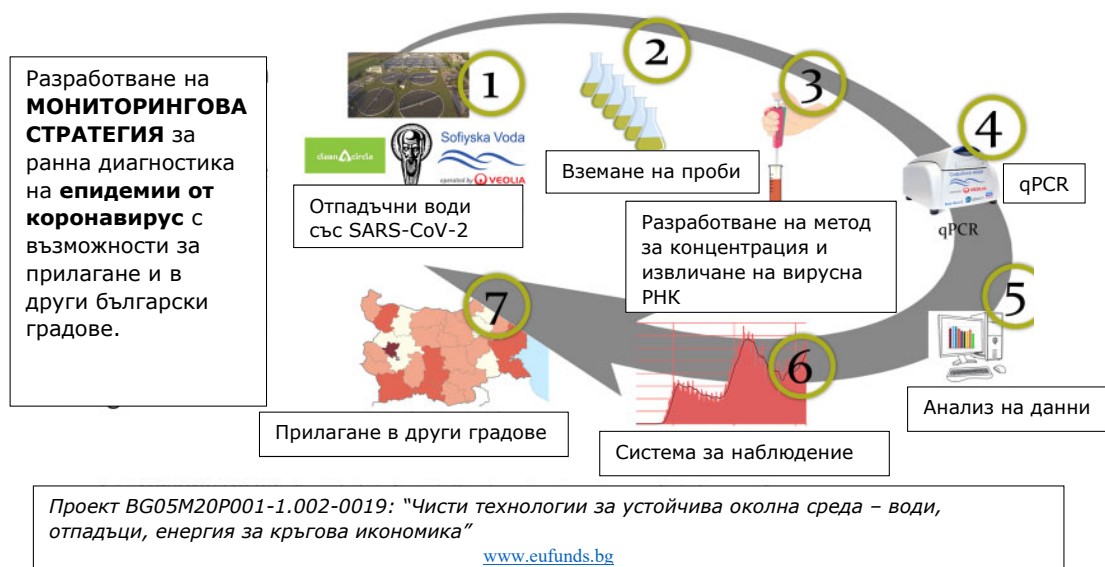 Разработване на
МОНИТОРИНГОВА
СТРАТЕГИЯ за
ранна диагностика
на епидемии от
коронавирус с
възможности за
прилагане и в
други български
градове.
1
clean circle
Sofiyska Voda
operated by VEOLIA
Отпадъчни води
със SARS-CoV-2
2
Вземане на проби
3
Разработване на метод
за концентрация и
извличане на вирусна
РНК
4
VEOLIA
qPCR
qPCR
5
Анализ на данни
6
Система за наблюдение
7
Прилагане в други градове
Проект BG05M20P001-1.002-0019: “Чисти технологии за устойчива околна среда – води,
отпадъци, енергия за кръгова икономика”
www.eufunds.bg